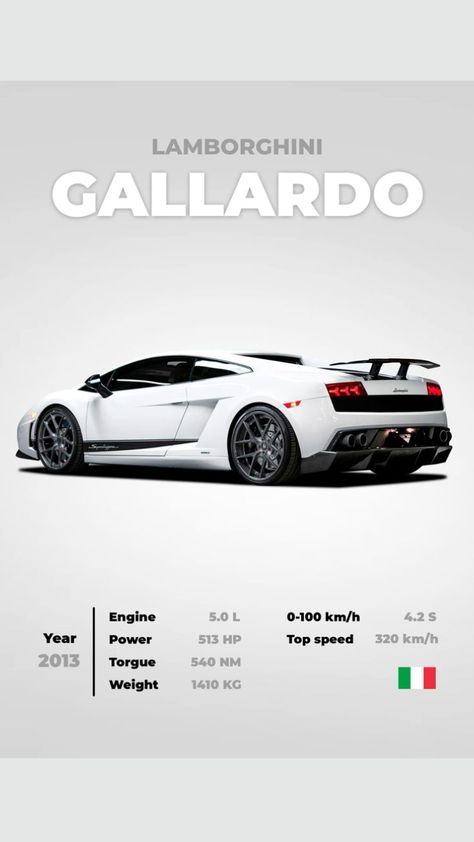 LAMBORGHINI
GALLARDO
Year
2013
Engine 5.0 L
Power 513 HP
Torgue 540 NM
Weight 1410 KG
0-100 km/h 4.2 S
Top speed 320 km/h